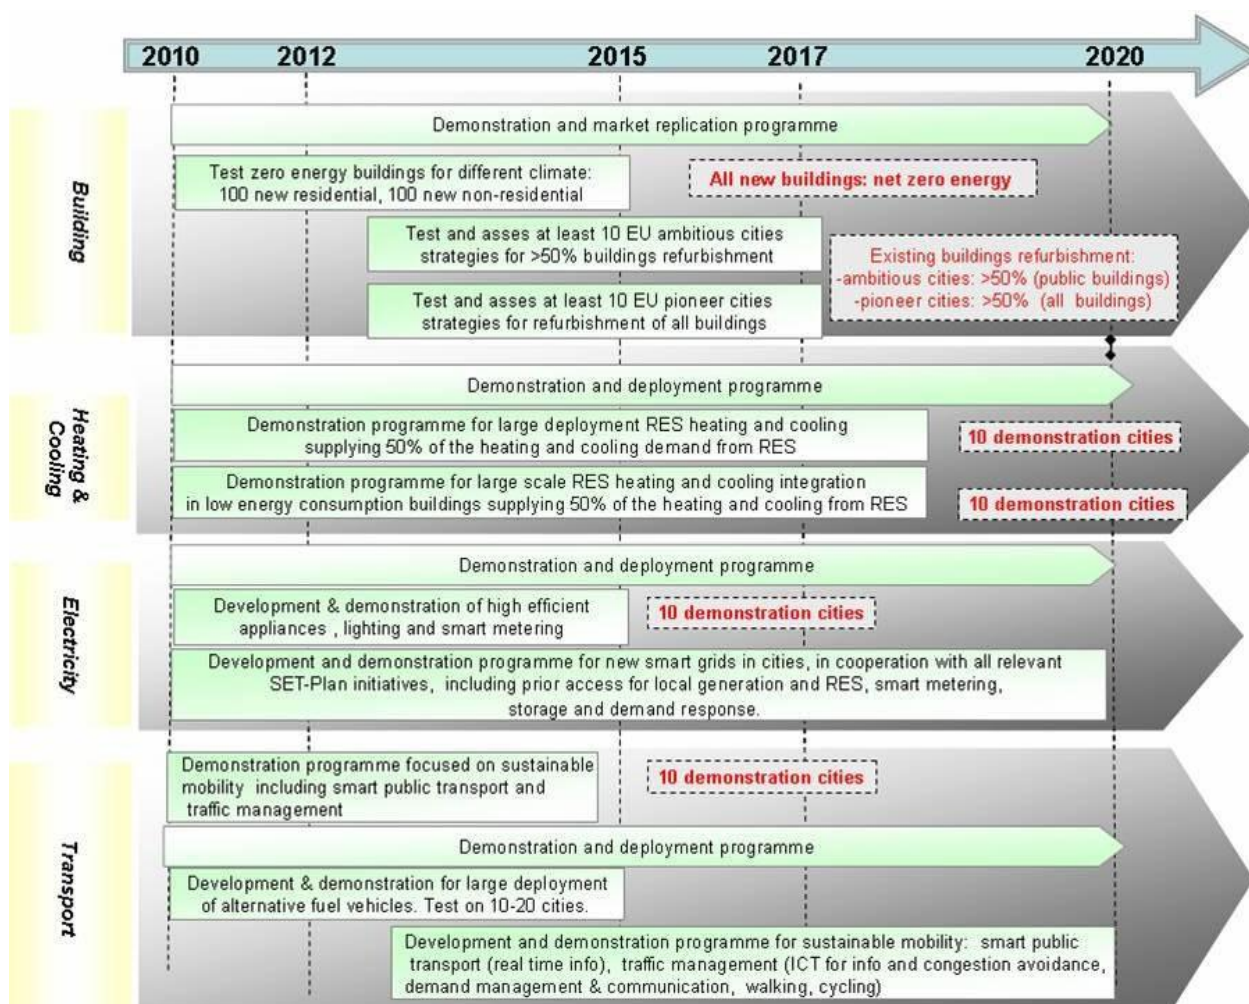 2010 2012 2015 2017 2020
Building
Demonstration and market replication programme
Test zero energy buildings for different climate:
100 new residential, 100 new non-residential
All new buildings: net zero energy
Test and asses at least 10 EU ambitious cities
strategies for >50% buildings refurbishment
Existing buildings refurbishment:
-ambitious cities: >50% (public buildings)
-pioneer cities: >50% (all buildings)
Test and asses at least 10 EU pioneer cities
strategies for refurbishment of all buildings
Heating &
Cooling
Demonstration and deployment programme
Demonstration programme for large deployment RES heating and cooling
supplying 50% of the heating and cooling demand from RES
10 demonstration cities
Demonstration programme for large scale RES heating and cooling integration
in low energy consumption buildings supplying 50% of the heating and cooling from RES
10 demonstration cities
Electricity
Demonstration and deployment programme
Development & demonstration of high efficient
appliances , lighting and smart metering
10 demonstration cities
Development and demonstration programme for new smart grids in cities, in cooperation with all relevant
SET-Plan initiatives, including prior access for local generation and RES, smart metering,
storage and demand response.
Transport
Demonstration programme focused on sustainable
mobility including smart public transport and
traffic management
10 demonstration cities
Demonstration and deployment programme
Development & demonstration for large deployment
of alternative fuel vehicles. Test on 10-20 cities.
Development and demonstration programme for sustainable mobility: smart public
transport (real time info), traffic management (ICT for info and congestion avoidance,
demand management & communication, walking, cycling)